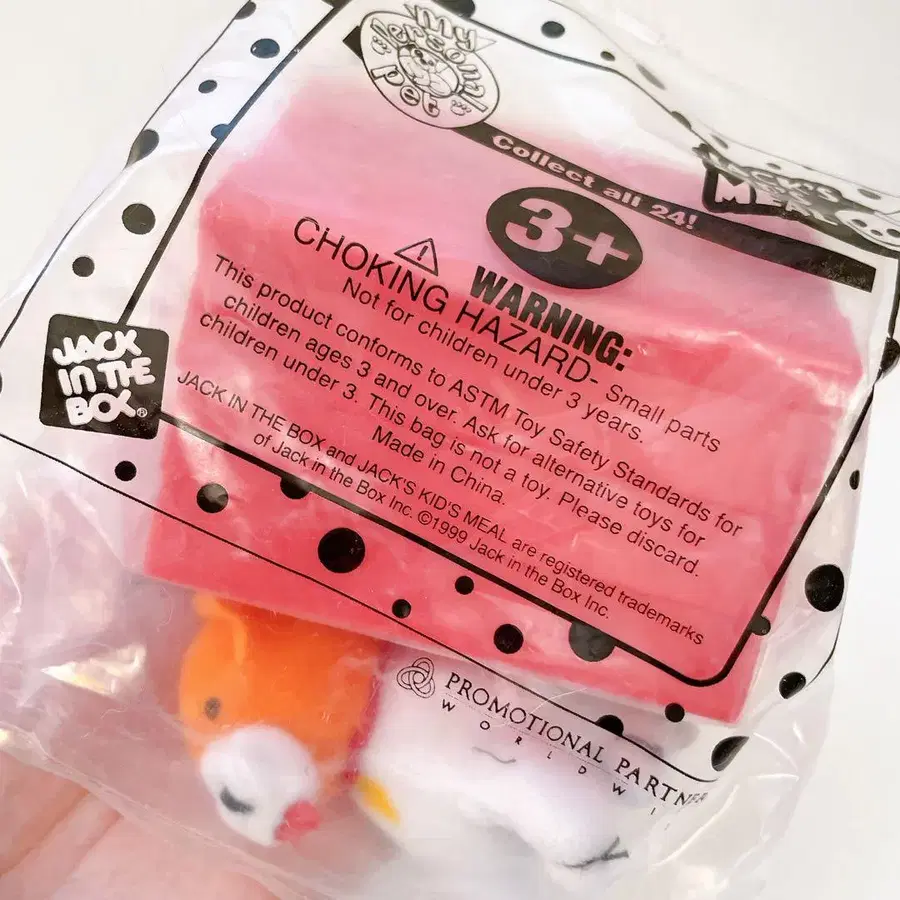 my
personal
pet
Collect all 24!
JACK'S
KID'S
MEAL
3+
⚠ WARNING:
CHOKING HAZARD- Small parts
Not for children under 3 years.
This product conforms to ASTM Toy Safety Standards for
children ages 3 and over. Ask for alternative toys for
children under 3. This bag is not a toy. Please discard.
Made in China.
JACK IN THE BOX and JACK'S KID'S MEAL are registered trademarks
of Jack in the Box Inc. ©1999 Jack in the Box Inc.
JACK
IN THE
BOX®
PROMOTIONAL PARTNERS